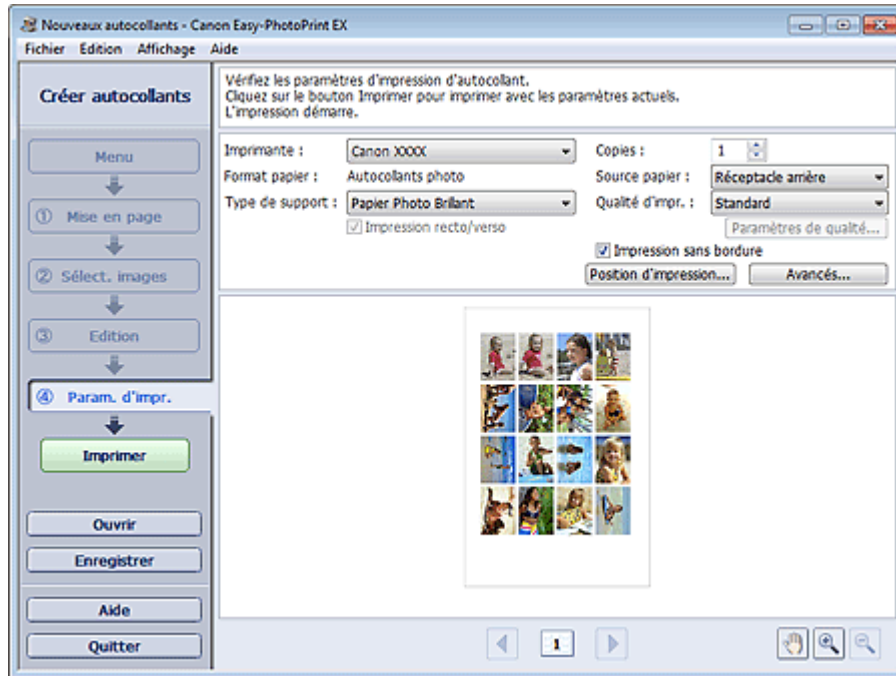 Nouveaux autocollants - Canon Easy-PhotoPrint EX
Fichier Edition Affichage Aide
Créer autocollants
Vérifiez les paramètres d'impression d'autocollant.
Cliquez sur le bouton Imprimer pour imprimer avec les paramètres actuels.
L'impression démarre.
Menu
① Mise en page
② Sélect. images
③ Edition
④ Param. d'impr.
Imprimer
Ouvrir
Enregistrer
Aide
Quitter
Imprimante : Canon XXXX
Copies : 1
Format papier : Autocollants photo
Source papier : Réceptacle arrière
Type de support : Papier Photo Brillant
Qualité d'impr. : Standard
Impression recto/verso
Paramètres de qualité...
Impression sans bordure
Position d'impression... Avancés...
1